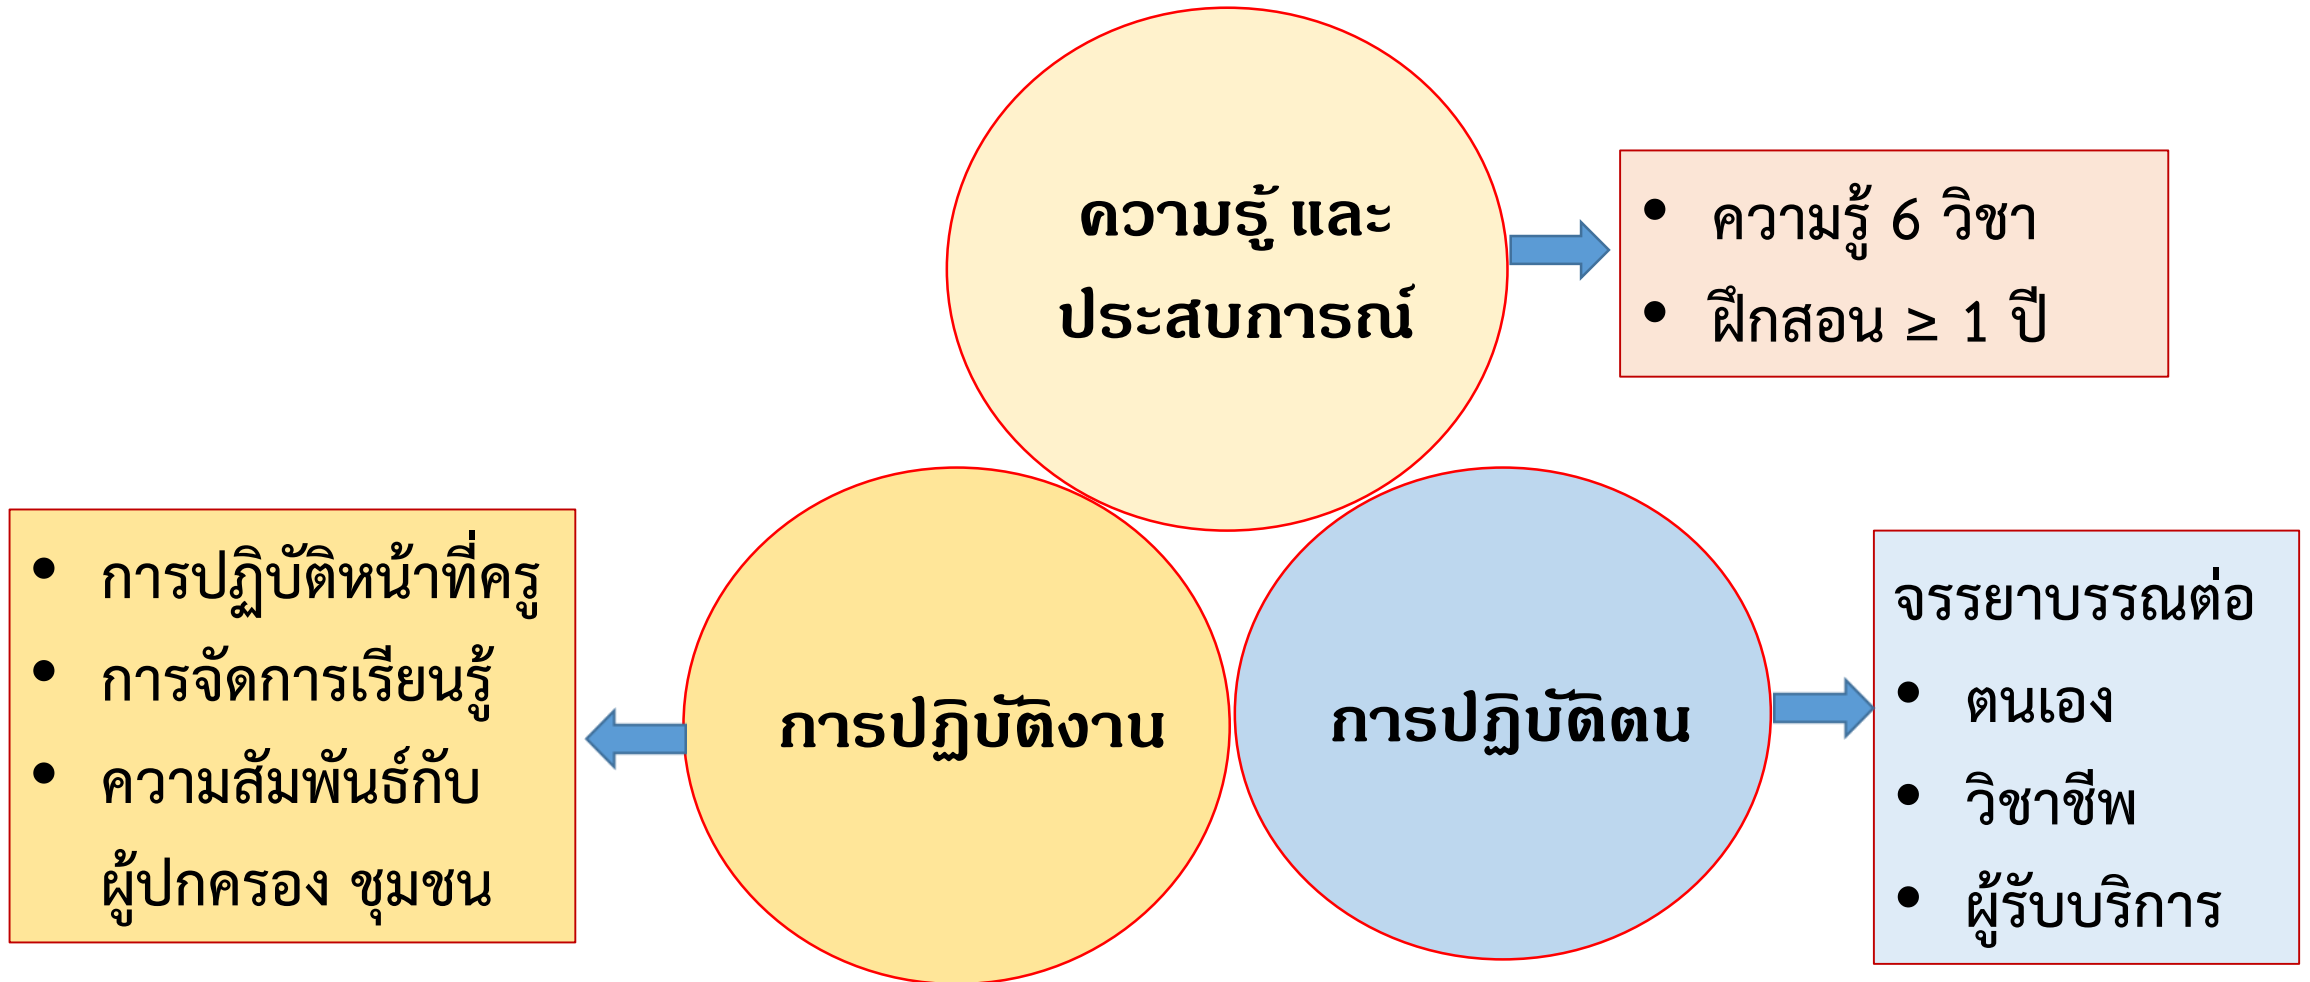 ความรู้ และ
ประสบการณ์
• ความรู้ 6 วิชา
• ฝึกสอน ≥ 1 ปี
• การปฏิบัติหน้าที่ครู
• การจัดการเรียนรู้
• ความสัมพันธ์กับ
ผู้ปกครอง ชุมชน
การปฏิบัติงาน
การปฏิบัติตน
จรรยาบรรณต่อ
• ตนเอง
• วิชาชีพ
• ผู้รับบริการ